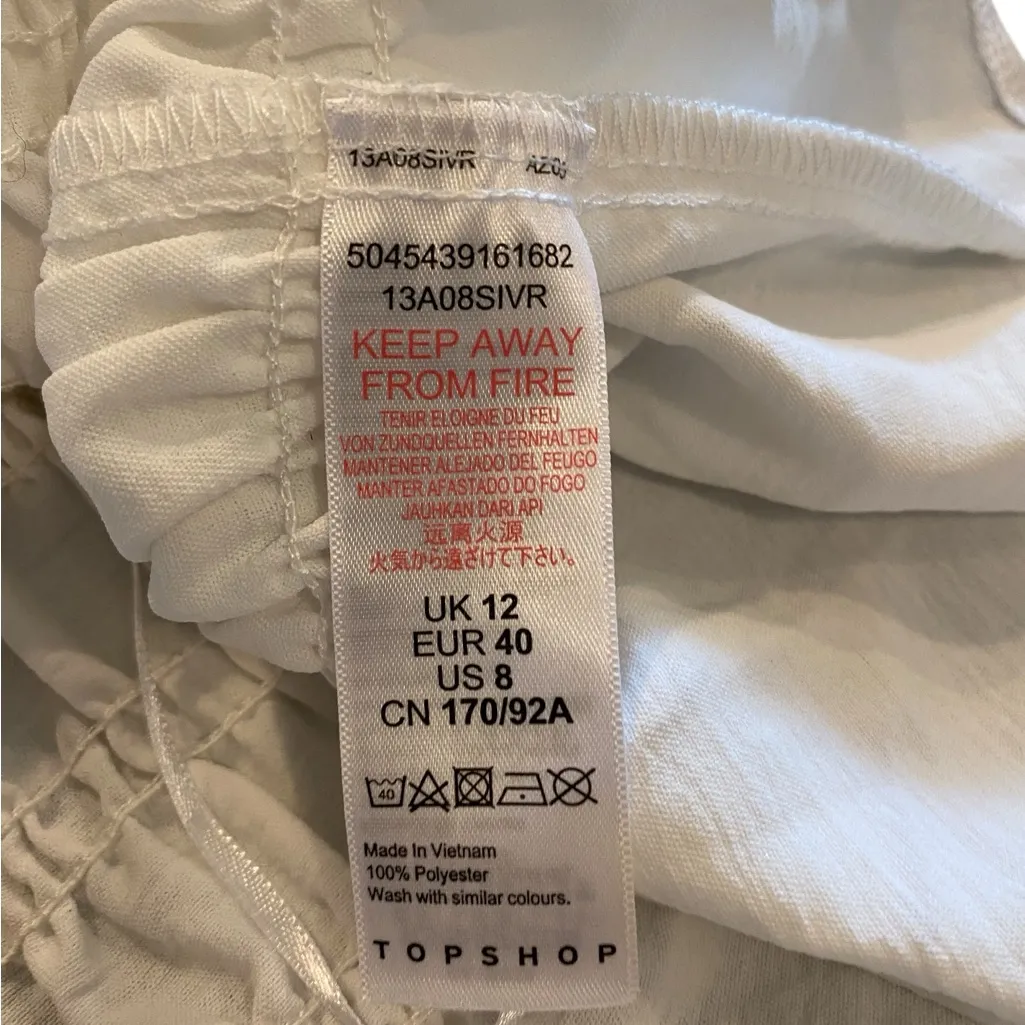 13A08SIVR
5045439161682
13A08SIVR
KEEP AWAY
FROM FIRE
TENIR ELOIGNE DU FEU
VON ZUNDQUELLEN FERNHALTEN
MANTENER ALEJADO DEL FEUGO
MANTER AFASTADO DO FOGO
JAUHKAN DARI API
远离火源
火気から遠ざけて下さい。
UK 12
EUR 40
US 8
CN 170/92A
40
Made In Vietnam
100% Polyester
Wash with similar colours.
TOPSHOP